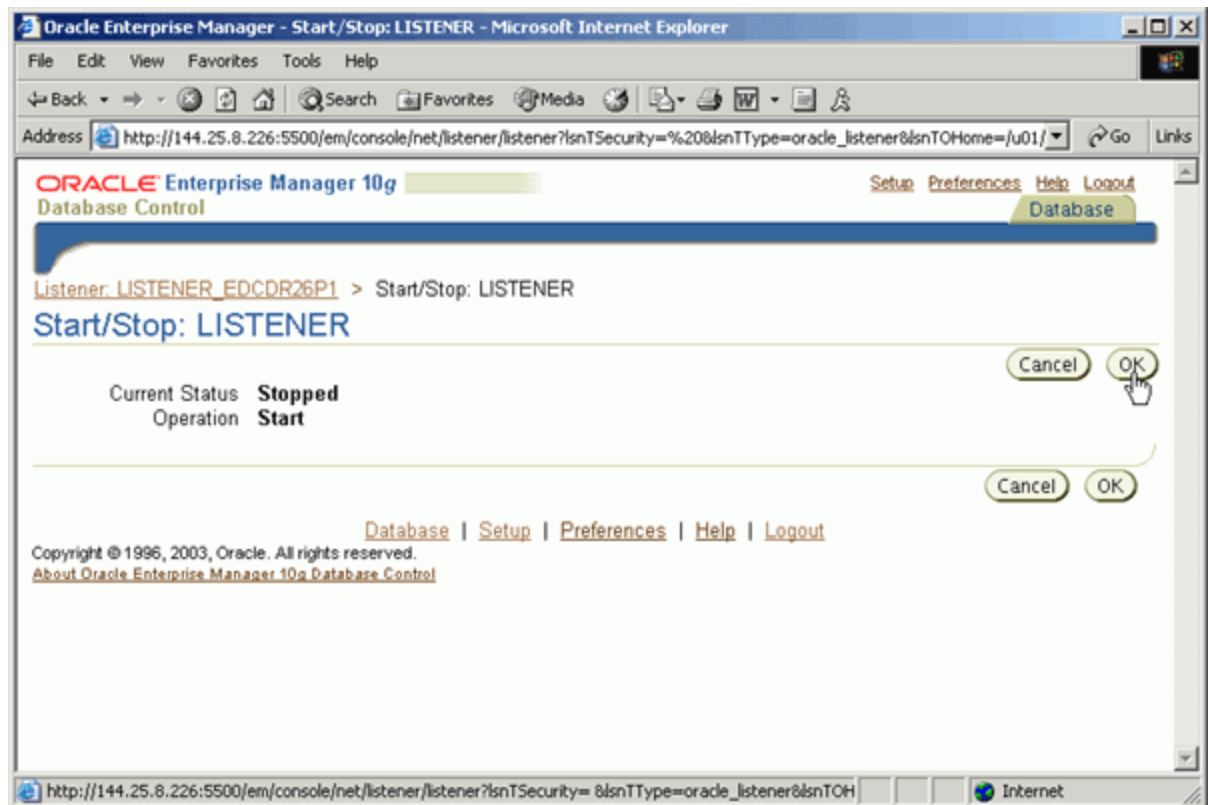 Oracle Enterprise Manager - Start/Stop: LISTENER - Microsoft Internet Explorer
File Edit View Favorites Tools Help
Back Search Favorites Media
Address http://144.25.8.226:5500/em/console/net/listener/listener?lsnTSecurity=%20&lsnTType=oracle_listener&lsnTOHome=/u01/ Go Links
ORACLE Enterprise Manager 10g
Setup Preferences Help Logout
Database Control
Database
Listener: LISTENER_EDCDR26P1 > Start/Stop: LISTENER
Start/Stop: LISTENER
Cancel OK
Current Status Stopped
Operation Start
Cancel OK
Database | Setup | Preferences | Help | Logout
Copyright © 1996, 2003, Oracle. All rights reserved.
About Oracle Enterprise Manager 10g Database Control
http://144.25.8.226:5500/em/console/net/listener/listener?lsnTSecurity= &lsnTType=oracle_listener&lsnTOH Internet